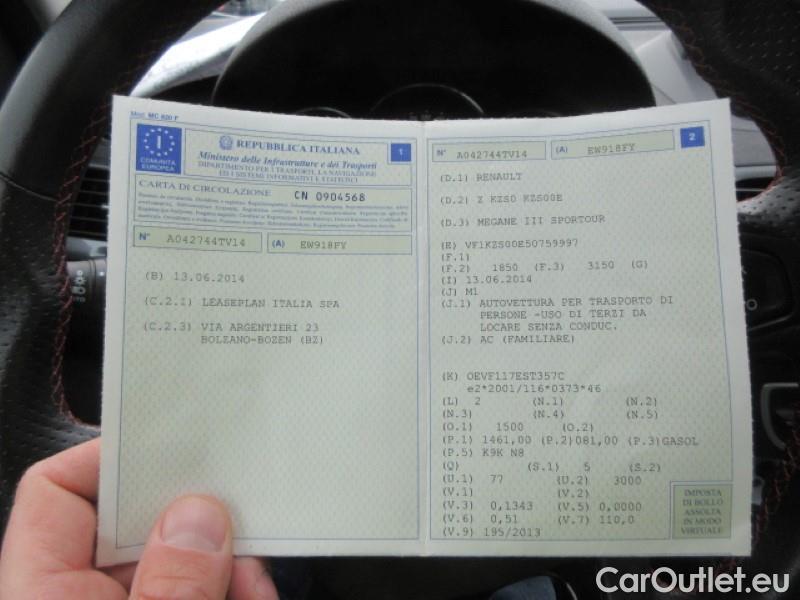 Mod. MC 820 F
I
COMUNITÀ
EUROPEA
REPUBBLICA ITALIANA
Ministero delle Infrastrutture e dei Trasporti
DIPARTIMENTO PER I TRASPORTI, LA NAVIGAZIONE
ED I SISTEMI INFORMATIVI E STATISTICI
1
CARTA DI CIRCOLAZIONE CN 0904568
N° A042744TV14 (A) EW918FY
(B) 13.06.2014
(C.2.1) LEASEPLAN ITALIA SPA
(C.2.3) VIA ARGENTIERI 23
BOLZANO-BOZEN (BZ)
N° A042744TV14 (A) EW918FY 2
(D.1) RENAULT
(D.2) Z KZS0 KZS00E
(D.3) MEGANE III SPORTOUR
(E) VF1KZS00E50759997
(F.1)
(F.2) 1850 (F.3) 3150 (G)
(I) 13.06.2014
(J) M1
(J.1) AUTOVETTURA PER TRASPORTO DI
PERSONE -USO DI TERZI DA
LOCARE SENZA CONDUC.
(J.2) AC (FAMILIARE)
(K) OEVF117EST357C
e2*2001/116*0373*46
(L) 2 (N.1) (N.2)
(N.3) (N.4) (N.5)
(O.1) 1500 (O.2)
(P.1) 1461,00 (P.2)081,00 (P.3)GASOL
(P.5) K9K N8
(Q) (S.1) 5 (S.2)
(U.1) 77 (U.2) 3000
(V.1) (V.2)
(V.3) 0,1343 (V.5) 0,0000
(V.6) 0,51 (V.7) 110,0
(V.9) 195/2013
IMPOSTA
DI BOLLO
ASSOLTA
IN MODO
VIRTUALE
CarOutlet.eu